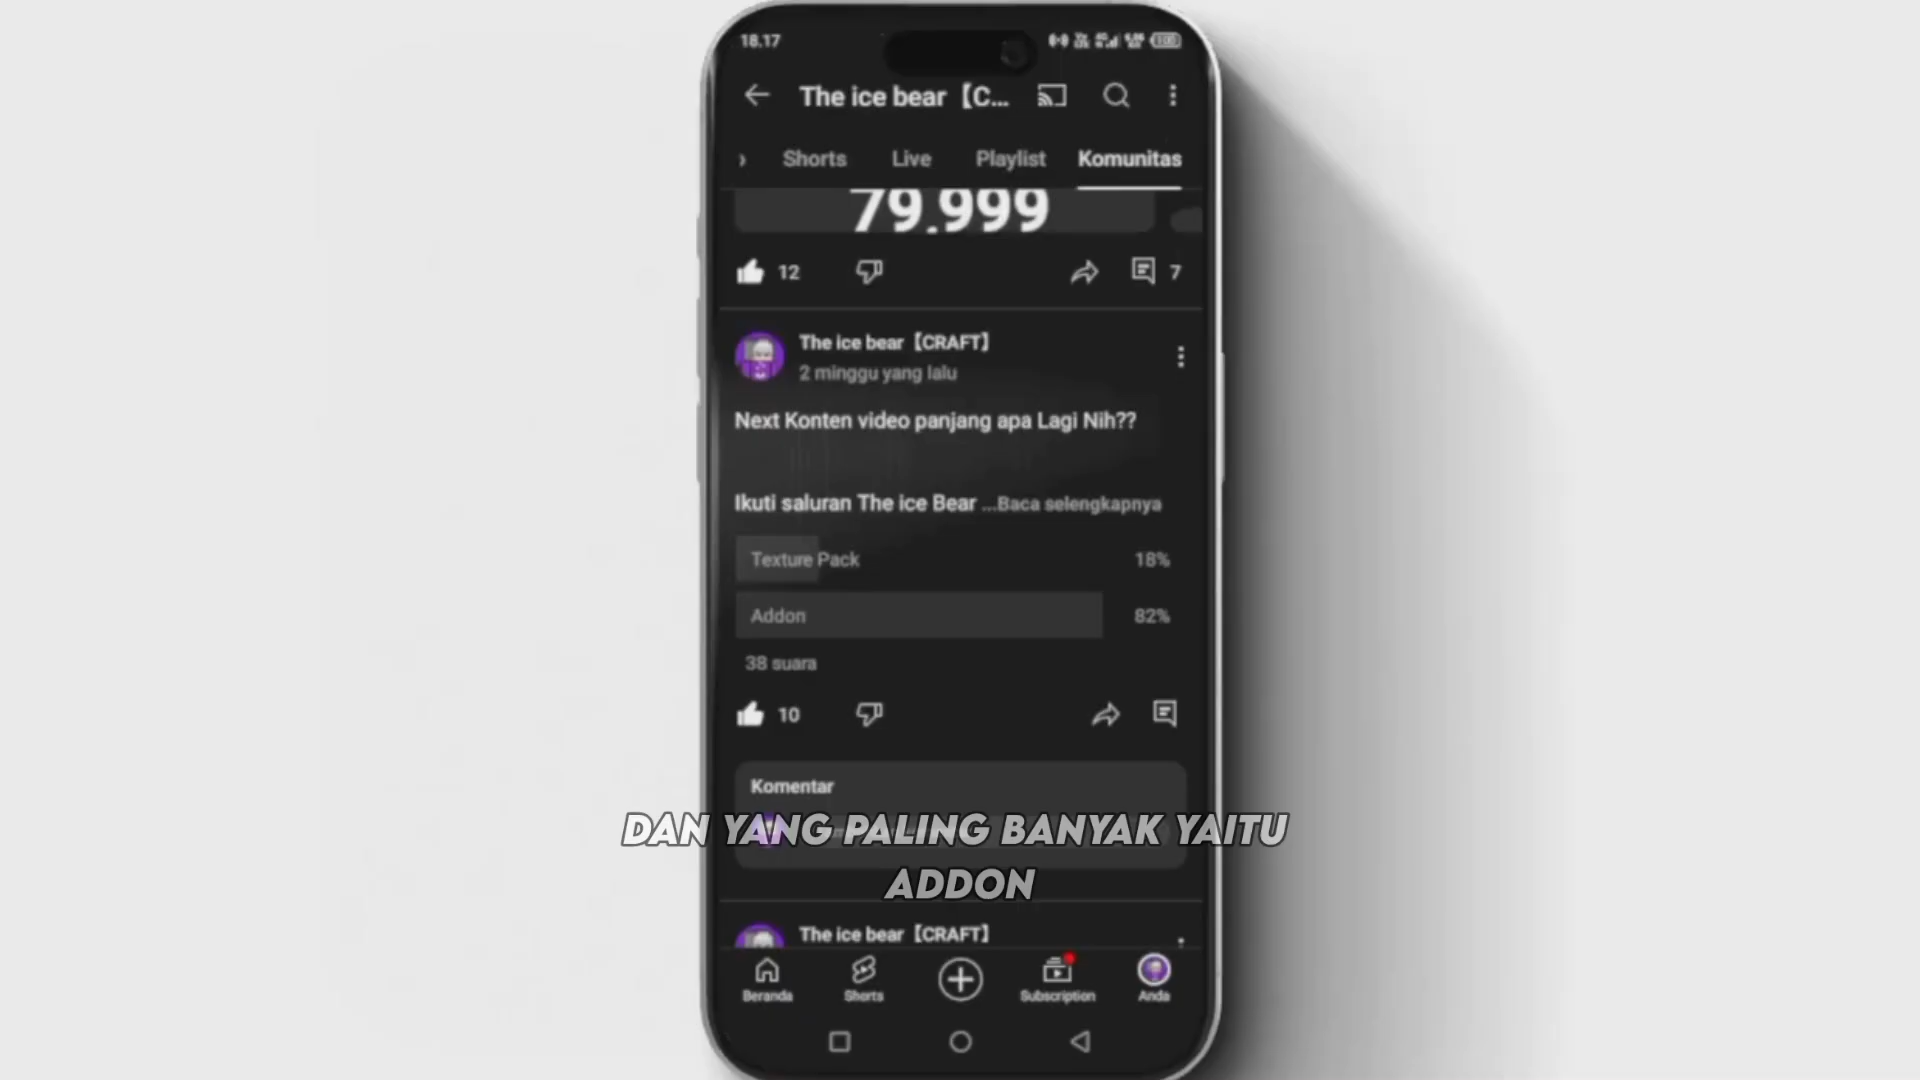 18.17
The ice bear【C...
Shorts Live Playlist Komunitas
79.999
12 7
The ice bear【CRAFT】
2 minggu yang lalu
Next Konten video panjang apa Lagi Nih??
Ikuti saluran The ice Bear ...Baca selengkapnya
Texture Pack 18%
Addon 82%
38 suara
10
Komentar
DAN YANG PALING BANYAK YAITU
ADDON
The ice bear【CRAFT】
Beranda Shorts Subscription Anda